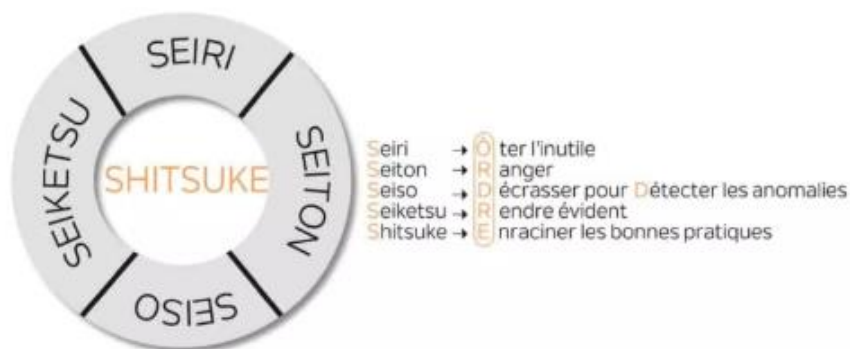 SEIRI
SEITON
SEISO
SEIKETSU
SHITSUKE
Seiri → Ôter l'inutile
Seiton → Ranger
Seiso → Décrasser pour Détecter les anomalies
Seiketsu → Rendre évident
Shitsuke → Enraciner les bonnes pratiques